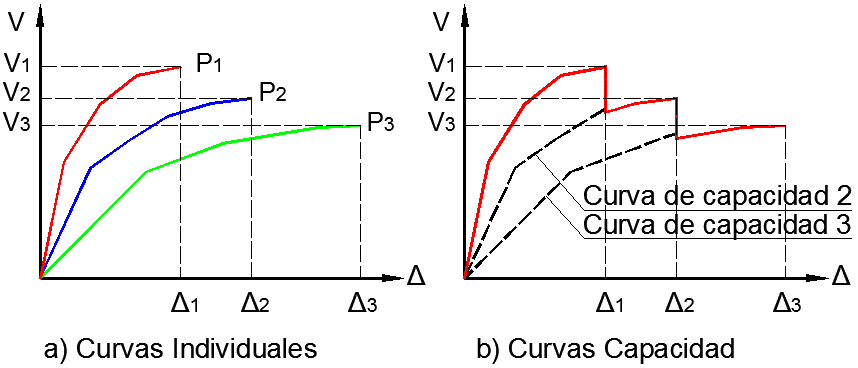 V
V1
P1
V2
P2
V3
P3
Δ
Δ1
Δ2
Δ3
a) Curvas Individuales
V
V1
V2
V3
Curva de capacidad 2
Curva de capacidad 3
Δ
Δ1
Δ2
Δ3
b) Curvas Capacidad